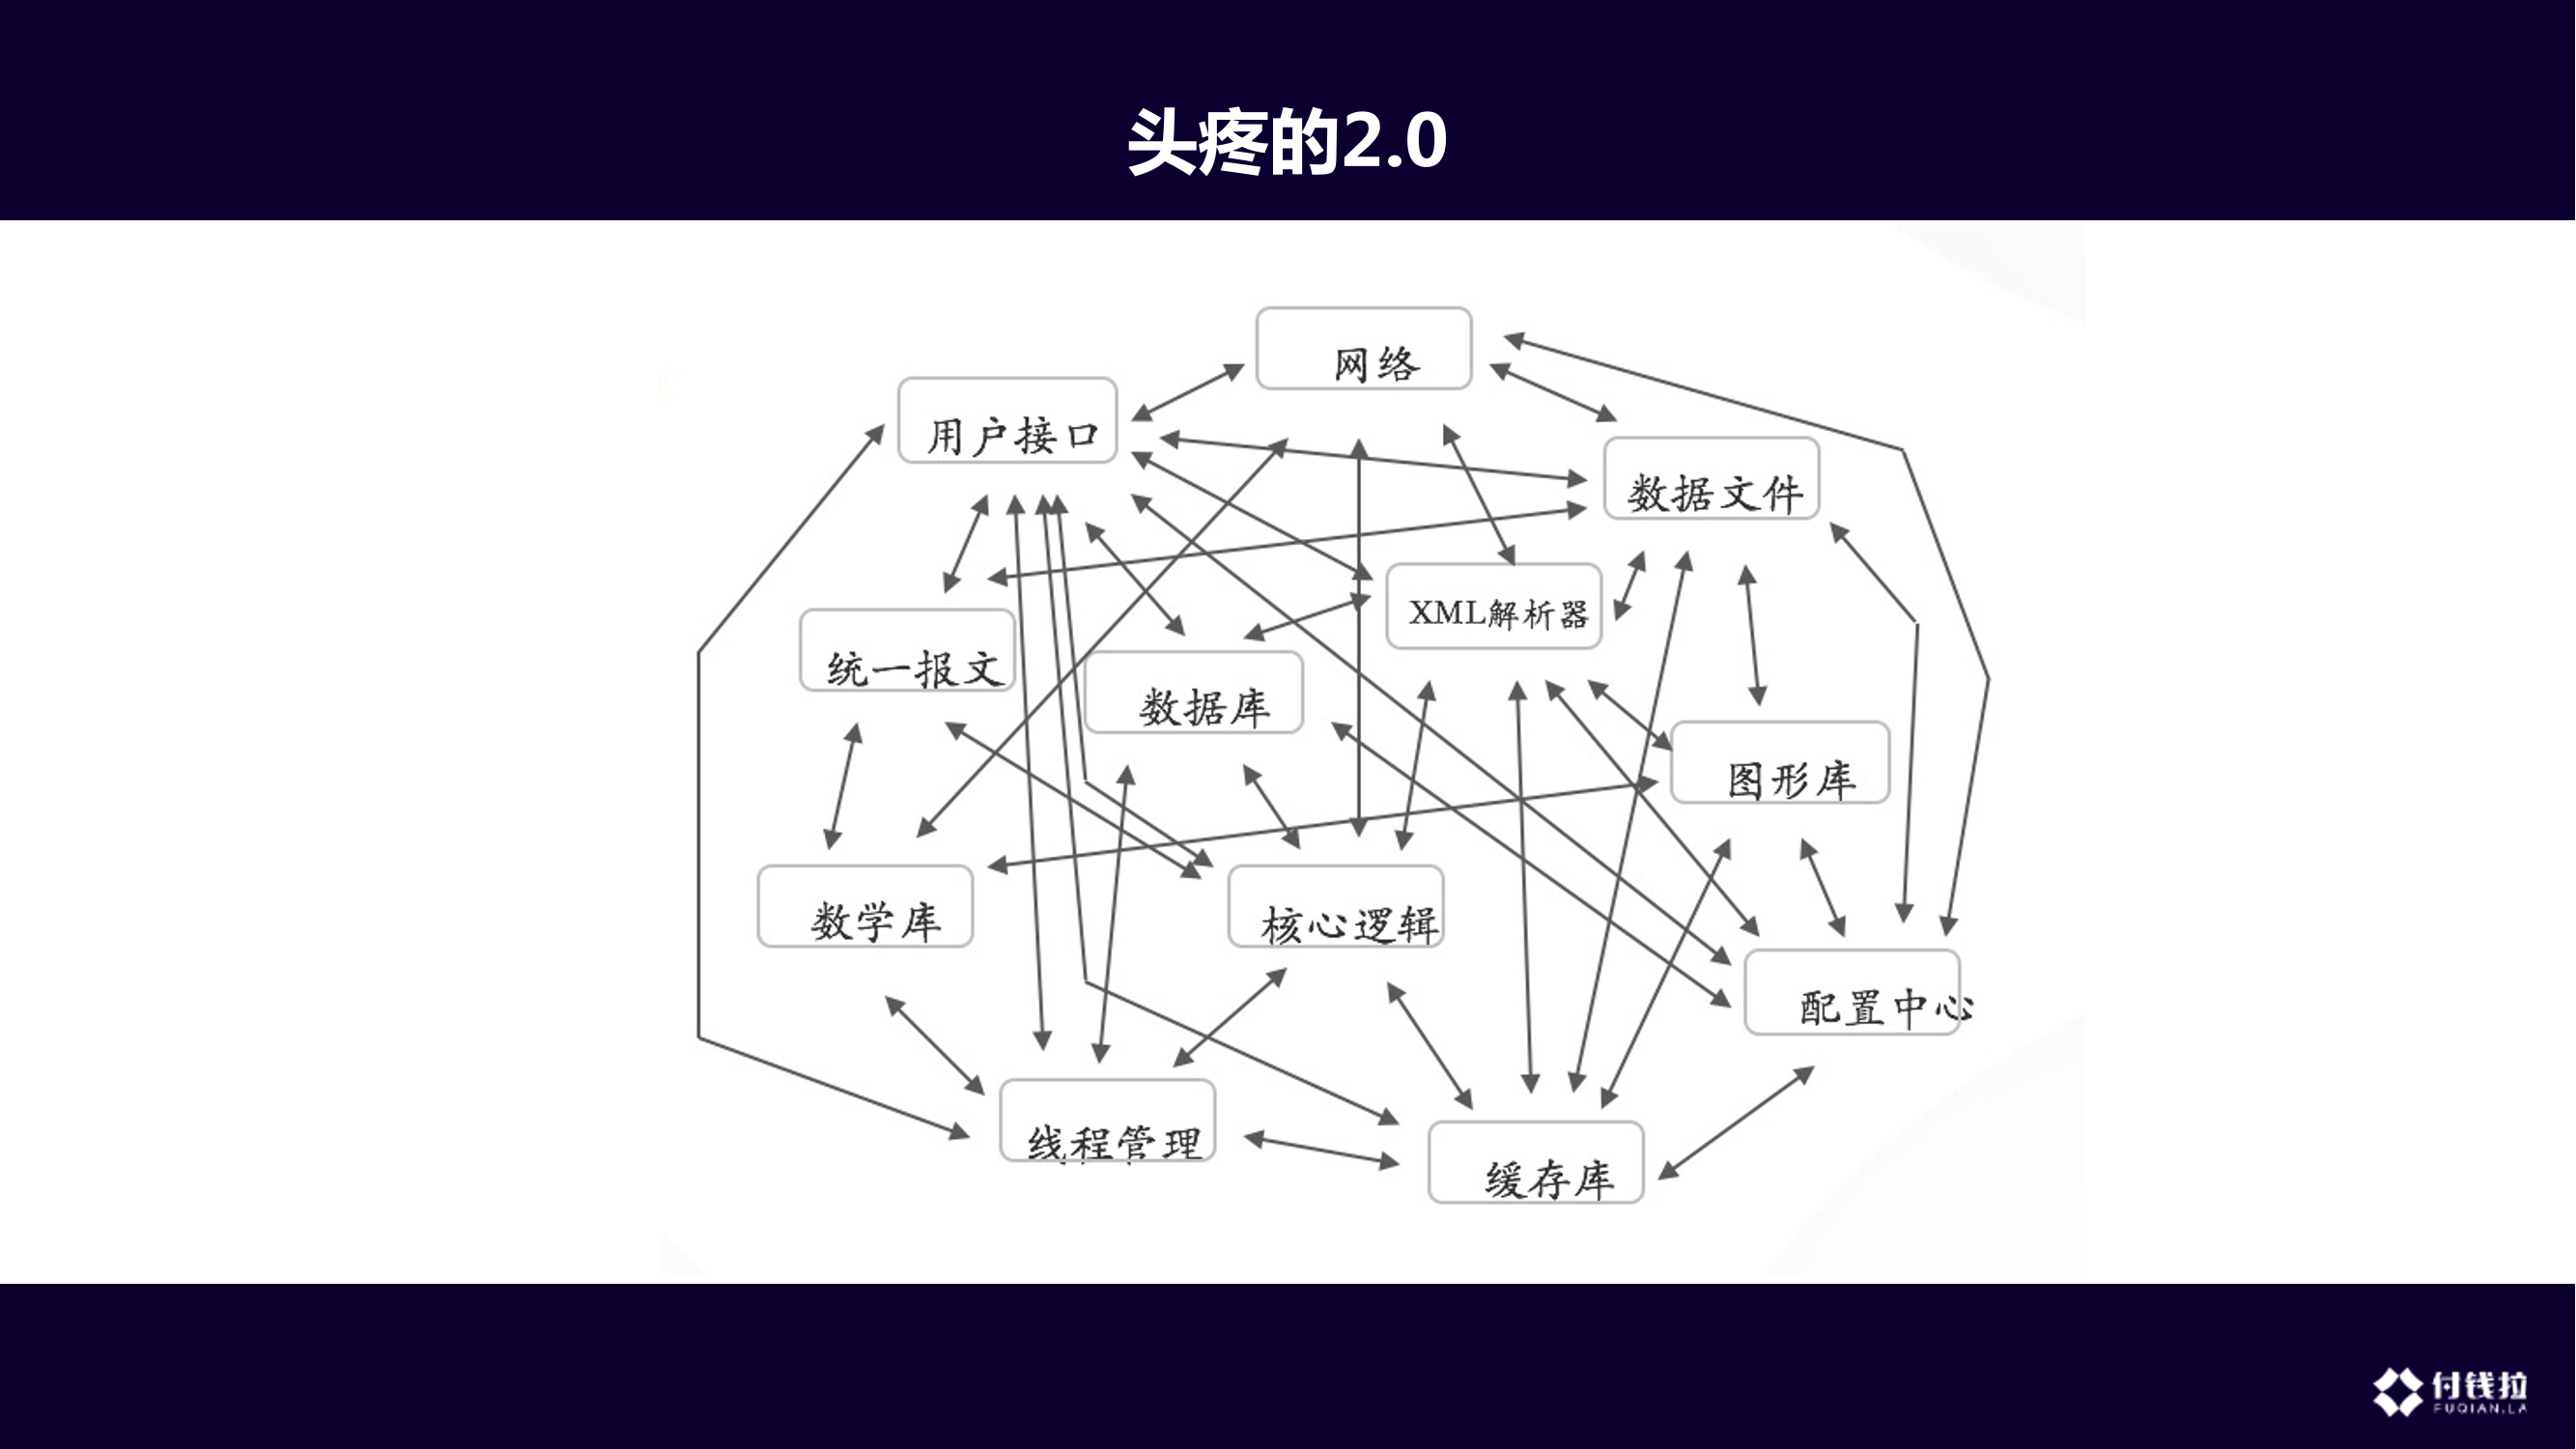 头疼的2.0
网络
用户接口
数据文件
XML解析器
统一报文
数据库
图形库
数学库
核心逻辑
配置中心
线程管理
缓存库
付钱拉
FUQIAN.LA